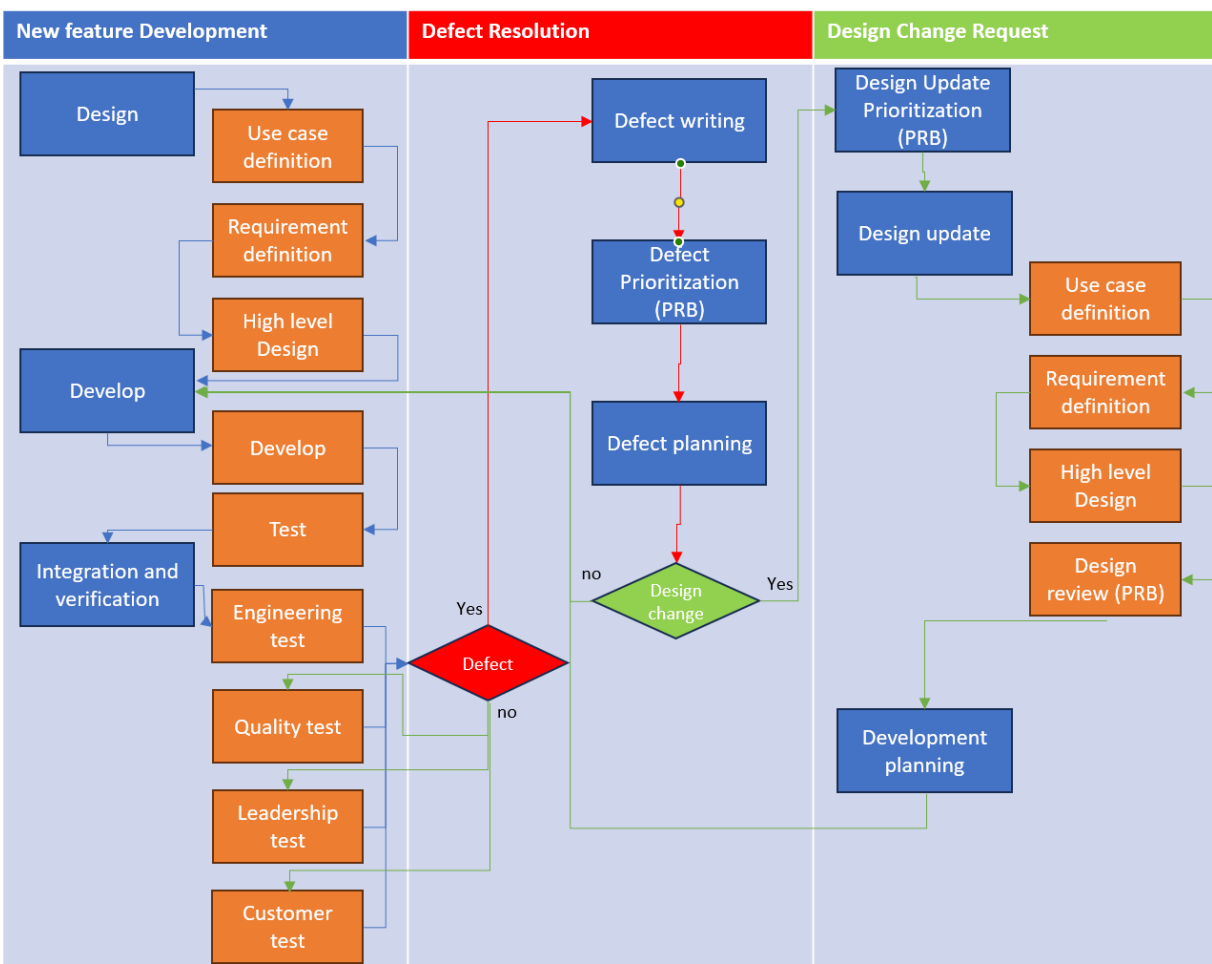 New feature Development
Defect Resolution
Design Change Request
Design
Use case
definition
Requirement
definition
High level
Design
Develop
Develop
Test
Integration and
verification
Engineering
test
Quality test
Leadership
test
Customer
test
Defect writing
Defect
Prioritization
(PRB)
Defect planning
no
Design
change
Yes
Yes
Defect
no
Design Update
Prioritization
(PRB)
Design update
Use case
definition
Requirement
definition
High level
Design
Design
review (PRB)
Development
planning